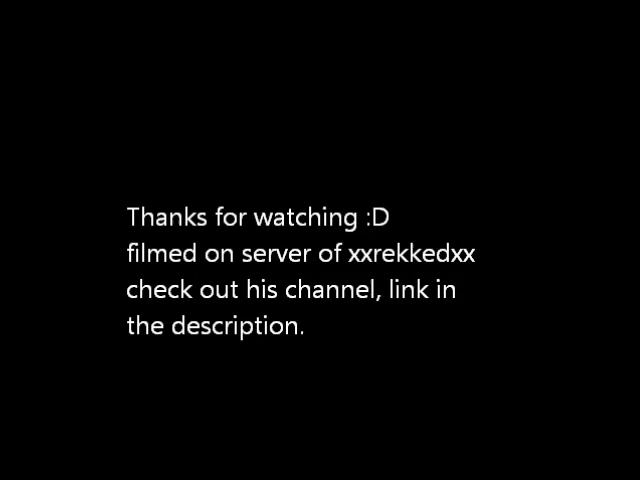 Thanks for watching :D
filmed on server of xxrekkedxx
check out his channel, link in
the description.